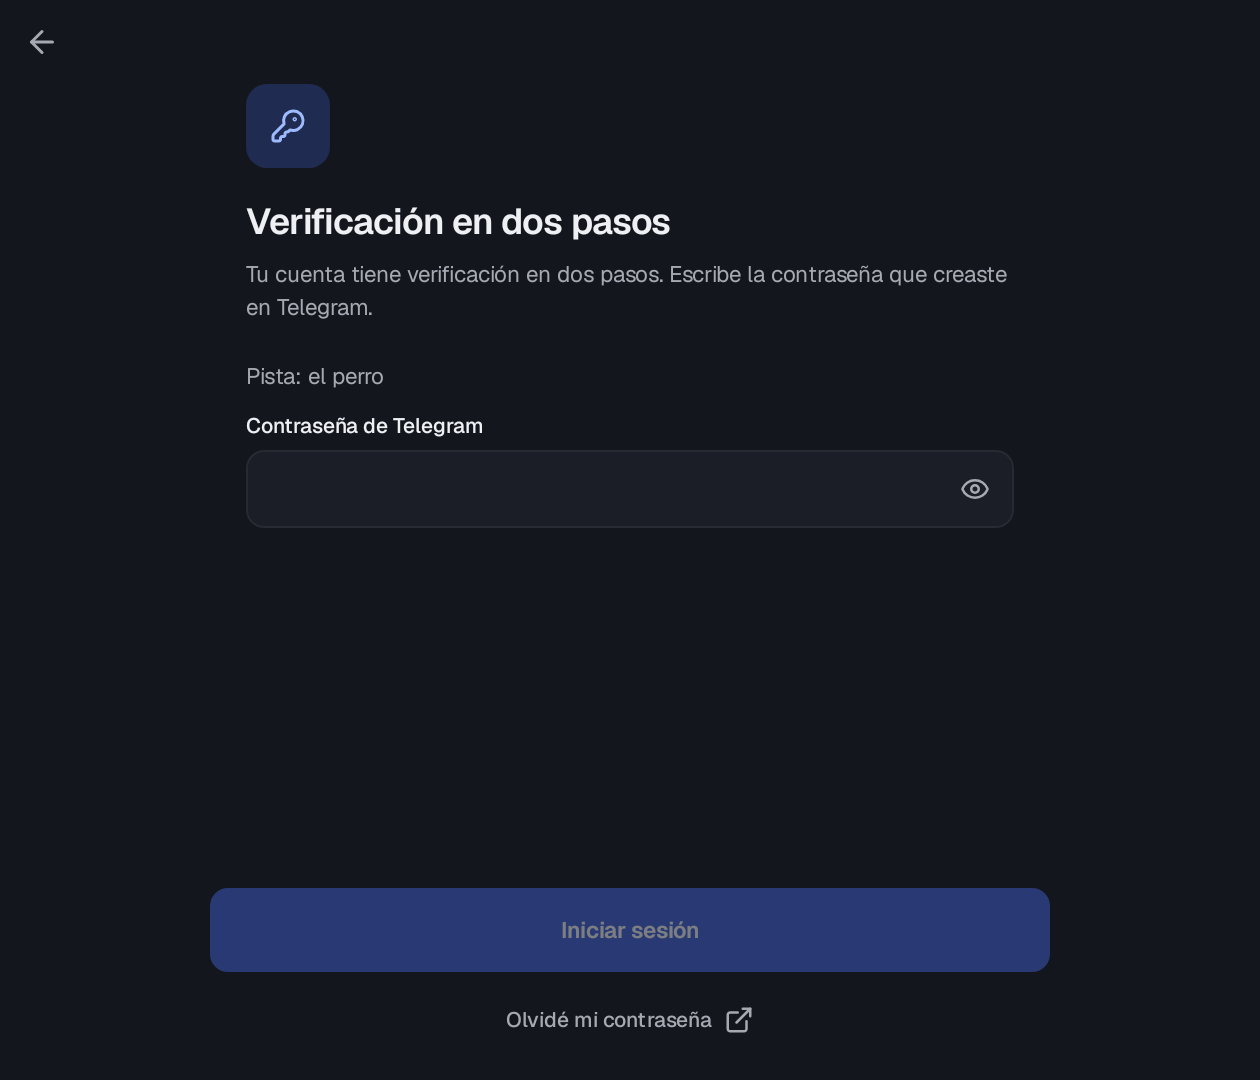 Verificación en dos pasos
Tu cuenta tiene verificación en dos pasos. Escribe la contraseña que creaste
en Telegram.
Pista: el perro
Contraseña de Telegram
Iniciar sesión
Olvidé mi contraseña